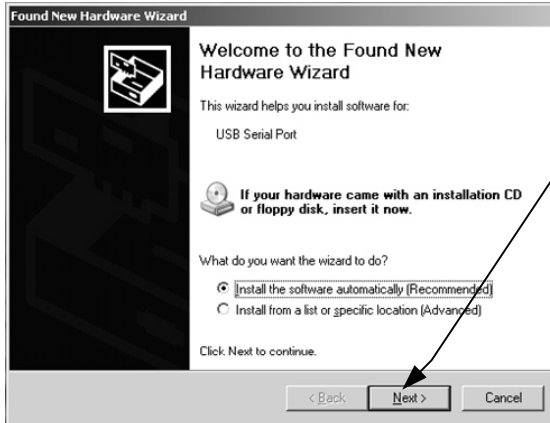 Found New Hardware Wizard
Welcome to the Found New
Hardware Wizard
This wizard helps you install software for:
USB Serial Port
If your hardware came with an installation CD
or floppy disk, insert it now.
What do you want the wizard to do?
Install the software automatically (Recommended)
Install from a list or specific location (Advanced)
Click Next to continue.
< Back Next > Cancel